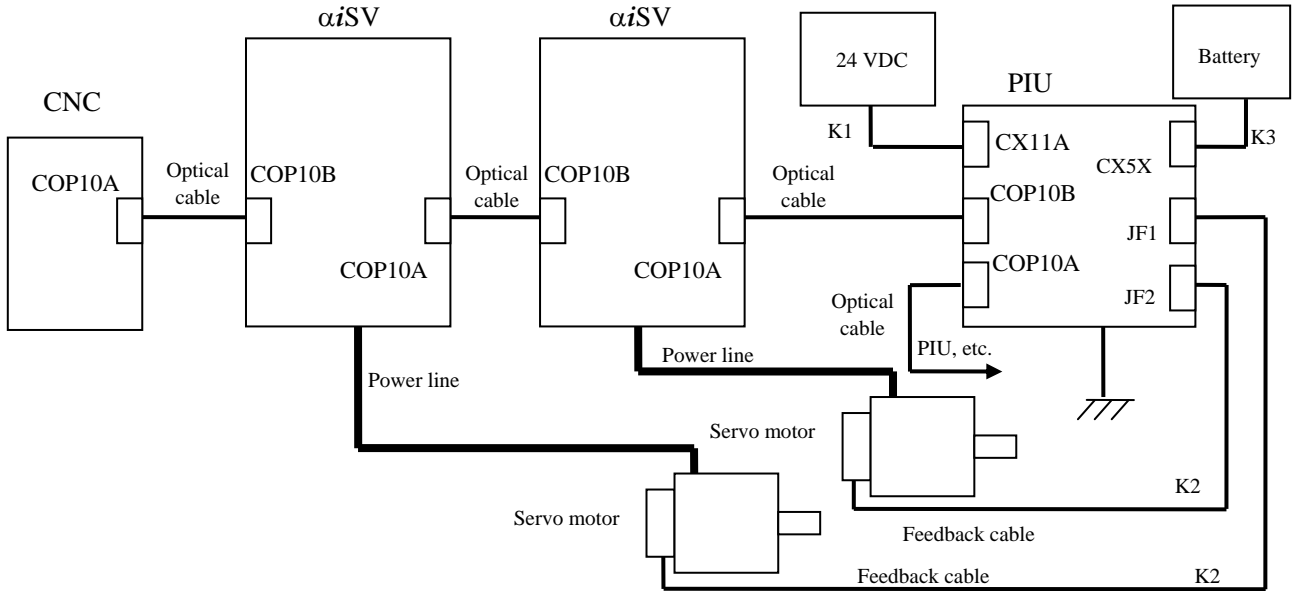 αiSV
αiSV
24 VDC
Battery
CNC
PIU
K1
K3
CX11A
CX5X
Optical
cable
COP10A
COP10B
Optical
cable
COP10B
Optical
cable
COP10B
JF1
COP10A
COP10A
COP10A
JF2
Optical
cable
PIU, etc.
Power line
Power line
Servo motor
K2
Servo motor
Feedback cable
Feedback cable
K2